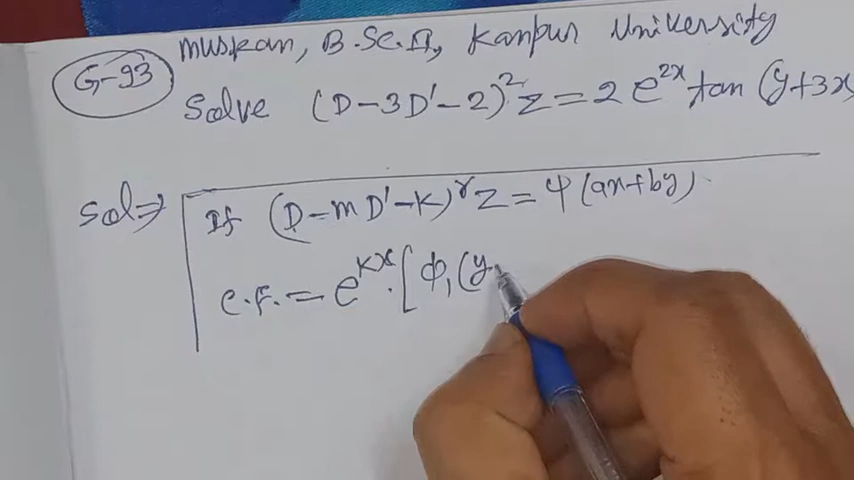 G-93
Muskan, B.Sc.II, Kanpur University
Solve (D-3D'-2)²z=2 e^{2x} tan (y+3x)
Sol⇒ If (D-mD'-K)^r z = ψ(ax+by).
C.F. = e^{Kx}.[φ₁(y